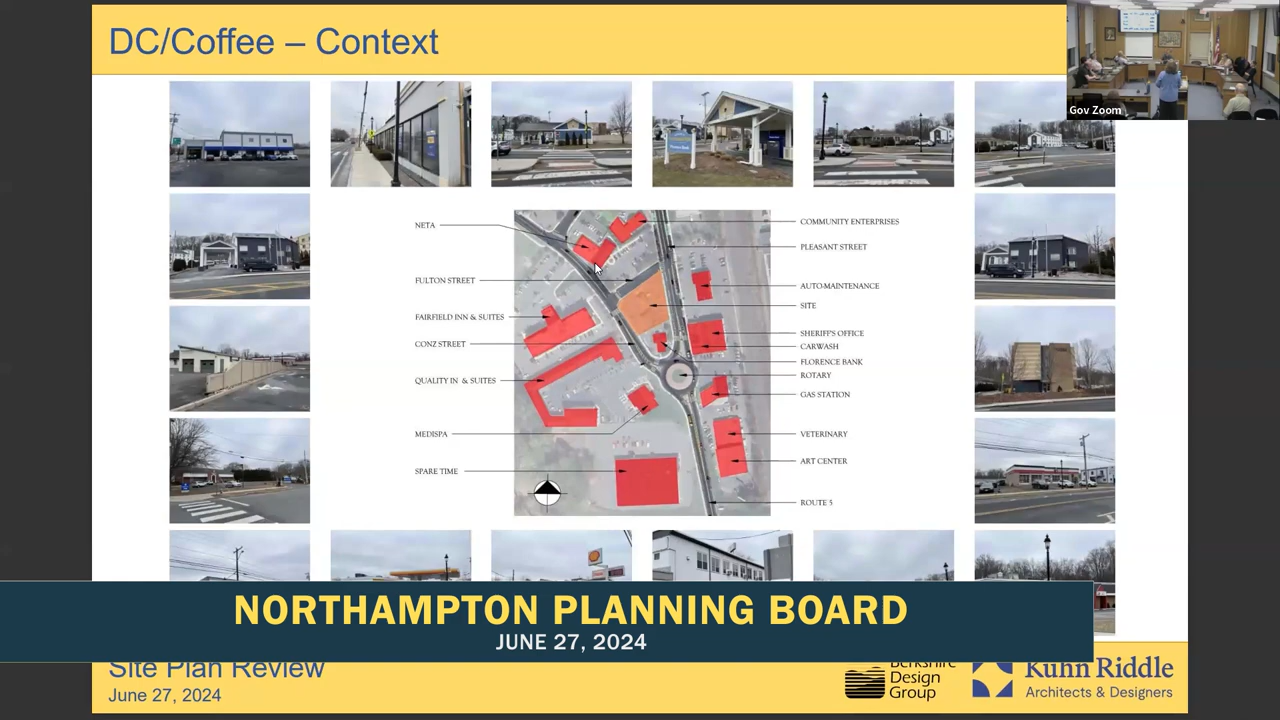 DC/Coffee – Context
Gov Zoom
NETA
FULTON STREET
FAIRFIELD INN & SUITES
CONZ STREET
QUALITY IN & SUITES
MEDISPA
SPARE TIME
COMMUNITY ENTERPRISES
PLEASANT STREET
AUTO-MAINTENANCE
SITE
SHERIFF'S OFFICE
CARWASH
FLORENCE BANK
ROTARY
GAS STATION
VETERINARY
ART CENTER
ROUTE 5
NORTHAMPTON PLANNING BOARD
JUNE 27, 2024
Site Plan Review
June 27, 2024
Berkshire
Design
Group
Kuhn Riddle
Architects & Designers